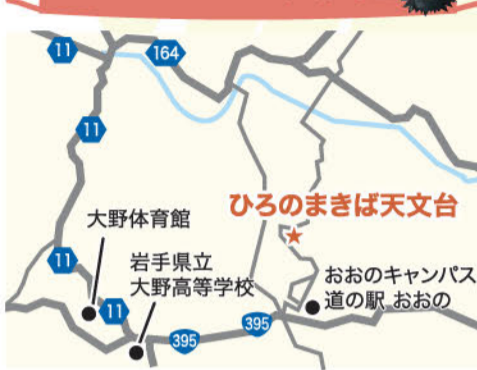 11
164
11
ひろのまきば天文台
大野体育館
11
岩手県立
大野高等学校
おおのキャンパス
道の駅 おおの
11
395
395